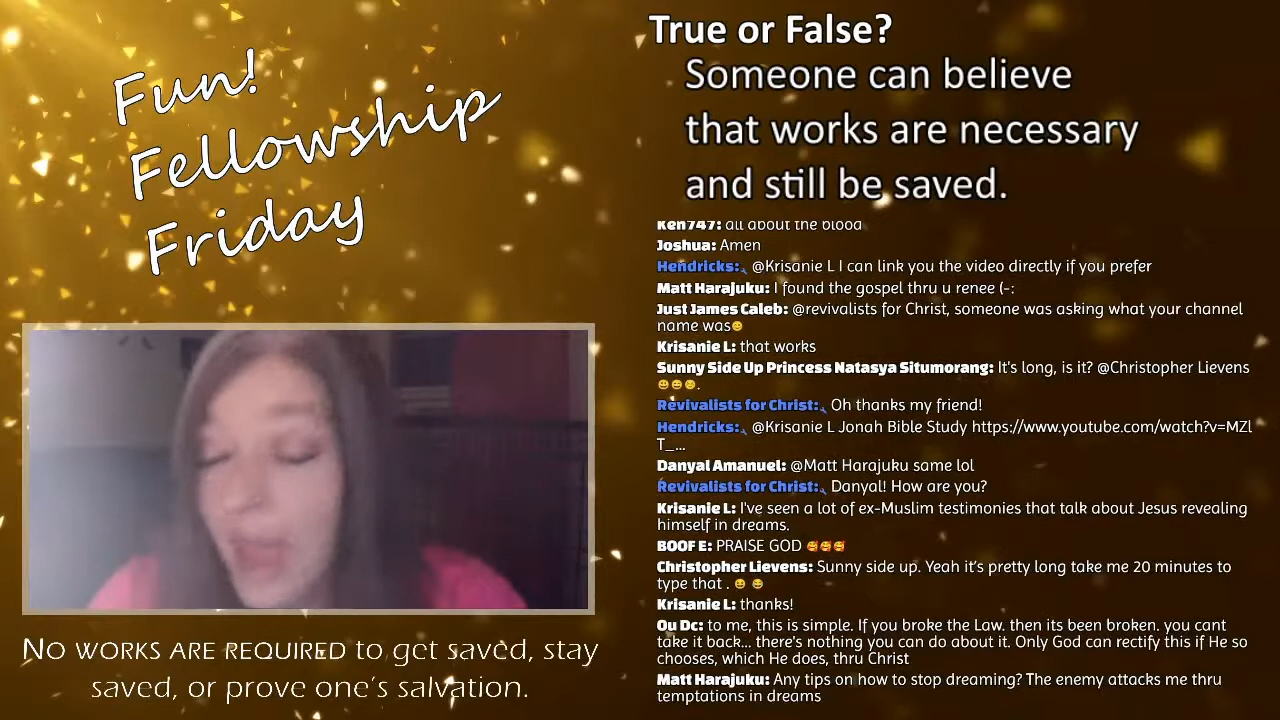 Fun!
Fellowship
Friday
No works are required to get saved, stay
saved, or prove one's salvation.
True or False?
Someone can believe
that works are necessary
and still be saved.
Ken747: all about the blood
Joshua: Amen
Hendricks: @Krisanie L I can link you the video directly if you prefer
Matt Harajuku: I found the gospel thru u renee (-:
Just James Caleb: @revivalists for Christ, someone was asking what your channel
name was😊
Krisanie L: that works
Sunny Side Up Princess Natasya Situmorang: It's long, is it? @Christopher Lievens
😄😄😄.
Revivalists for Christ: Oh thanks my friend!
Hendricks: @Krisanie L Jonah Bible Study https://www.youtube.com/watch?v=MZl
T_...
Danyal Amanuel: @Matt Harajuku same lol
Revivalists for Christ: Danyal! How are you?
Krisanie L: I've seen a lot of ex-Muslim testimonies that talk about Jesus revealing
himself in dreams.
BOOF E: PRAISE GOD 🥰🥰🥰
Christopher Lievens: Sunny side up. Yeah it's pretty long take me 20 minutes to
type that . 😆 😂
Krisanie L: thanks!
Ou Dc: to me, this is simple. If you broke the Law. then its been broken. you cant
take it back... there's nothing you can do about it. Only God can rectify this if He so
chooses, which He does, thru Christ
Matt Harajuku: Any tips on how to stop dreaming? The enemy attacks me thru
temptations in dreams